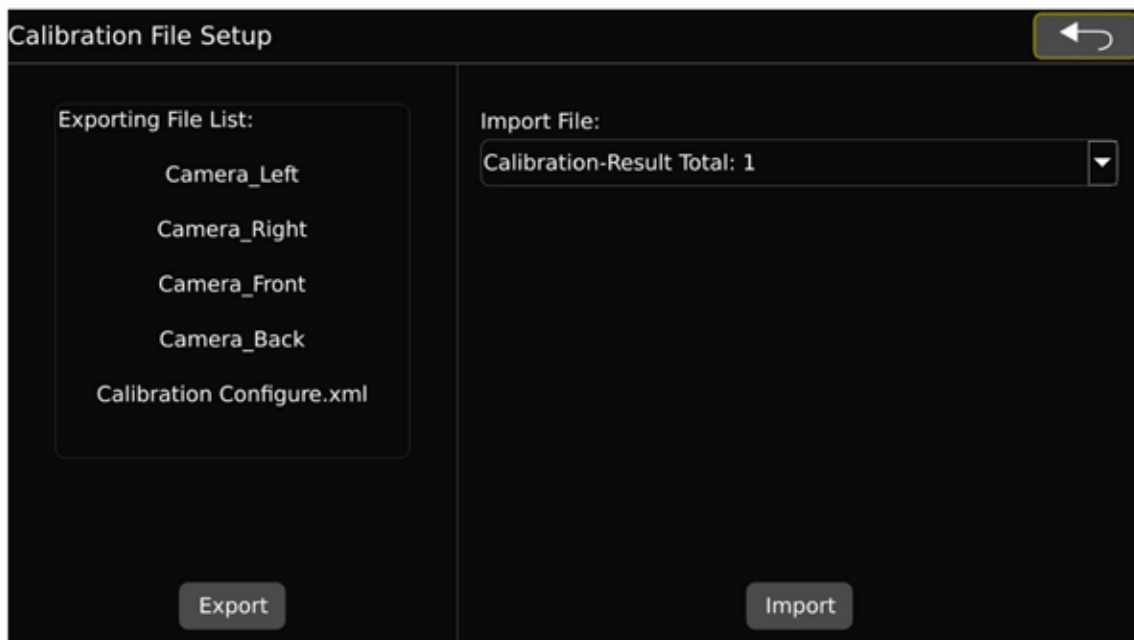 Calibration File Setup
Exporting File List:
Camera_Left
Camera_Right
Camera_Front
Camera_Back
Calibration Configure.xml
Export
Import File:
Calibration-Result Total: 1
Import